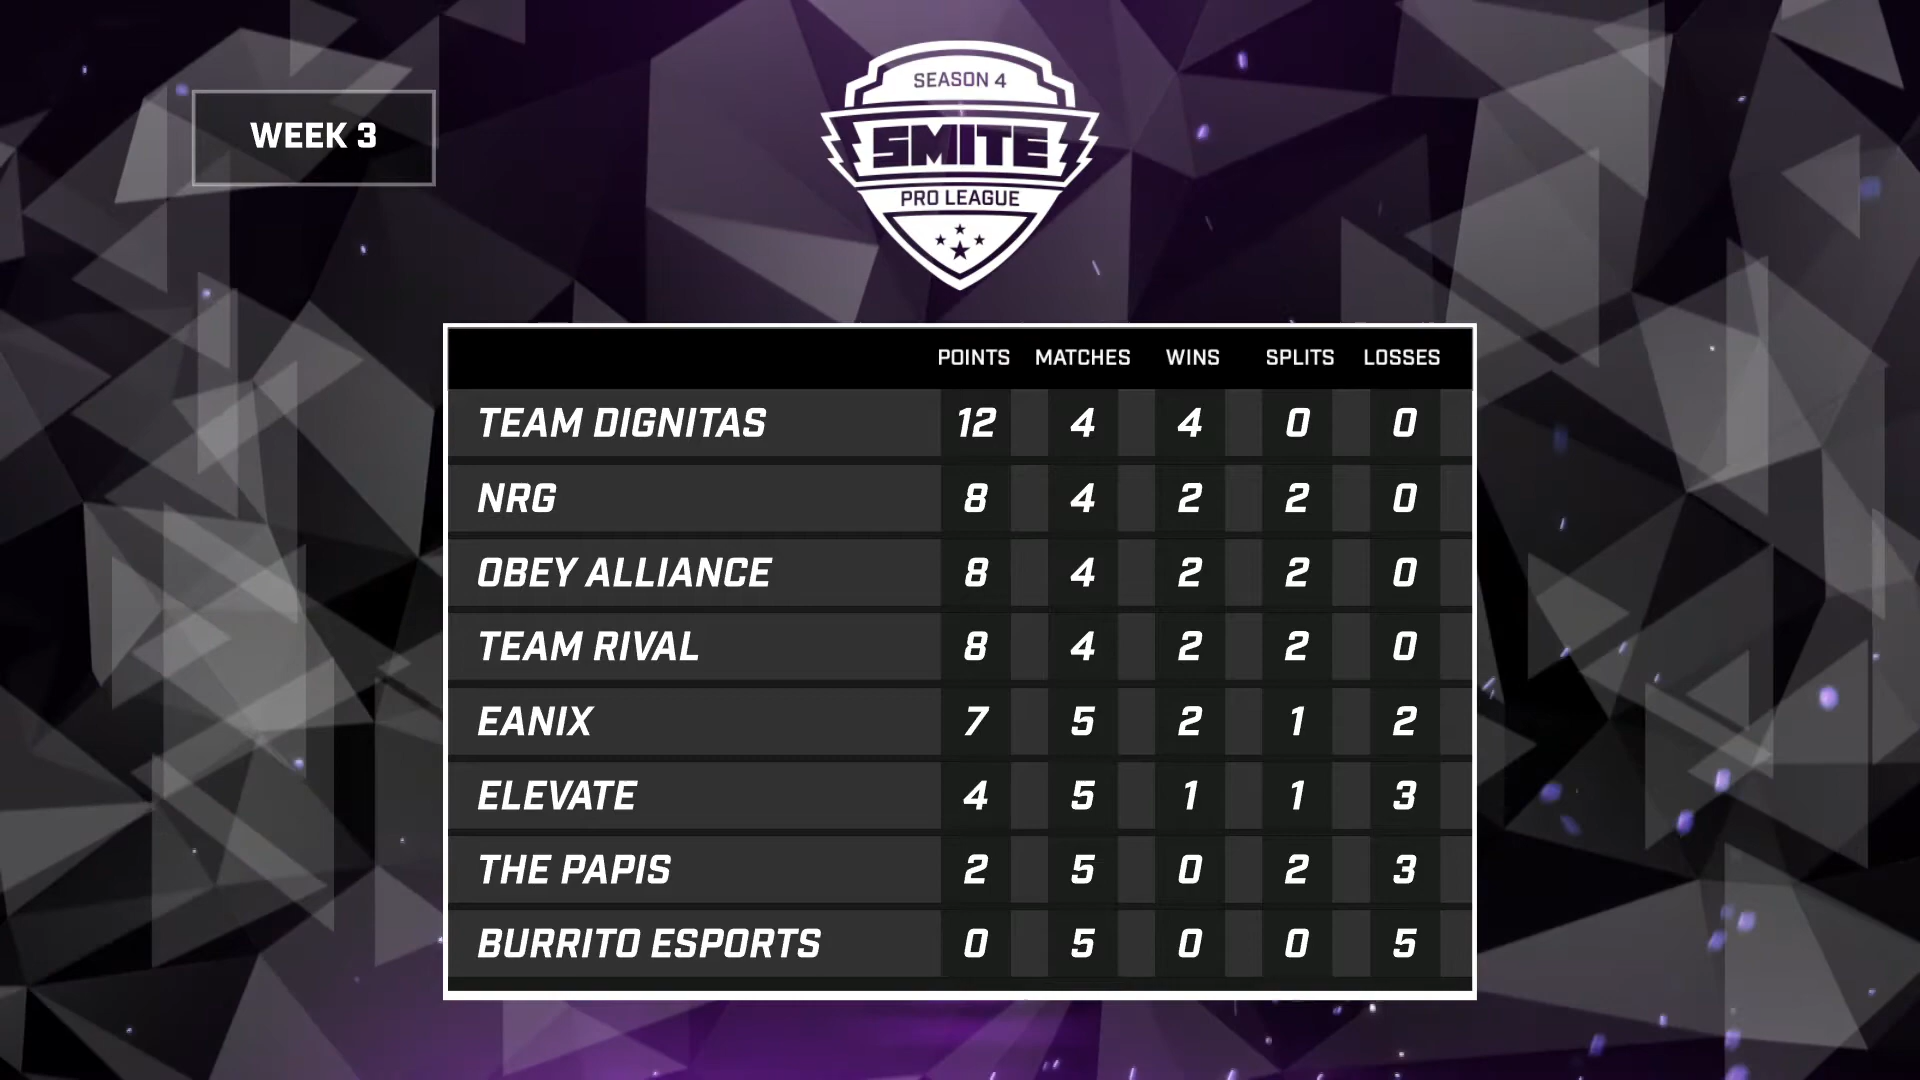 WEEK 3
SEASON 4
SMITE
PRO LEAGUE
POINTS MATCHES WINS SPLITS LOSSES
TEAM DIGNITAS 12 4 4 0 0
NRG 8 4 2 2 0
OBEY ALLIANCE 8 4 2 2 0
TEAM RIVAL 8 4 2 2 0
EANIX 7 5 2 1 2
ELEVATE 4 5 1 1 3
THE PAPIS 2 5 0 2 3
BURRITO ESPORTS 0 5 0 0 5